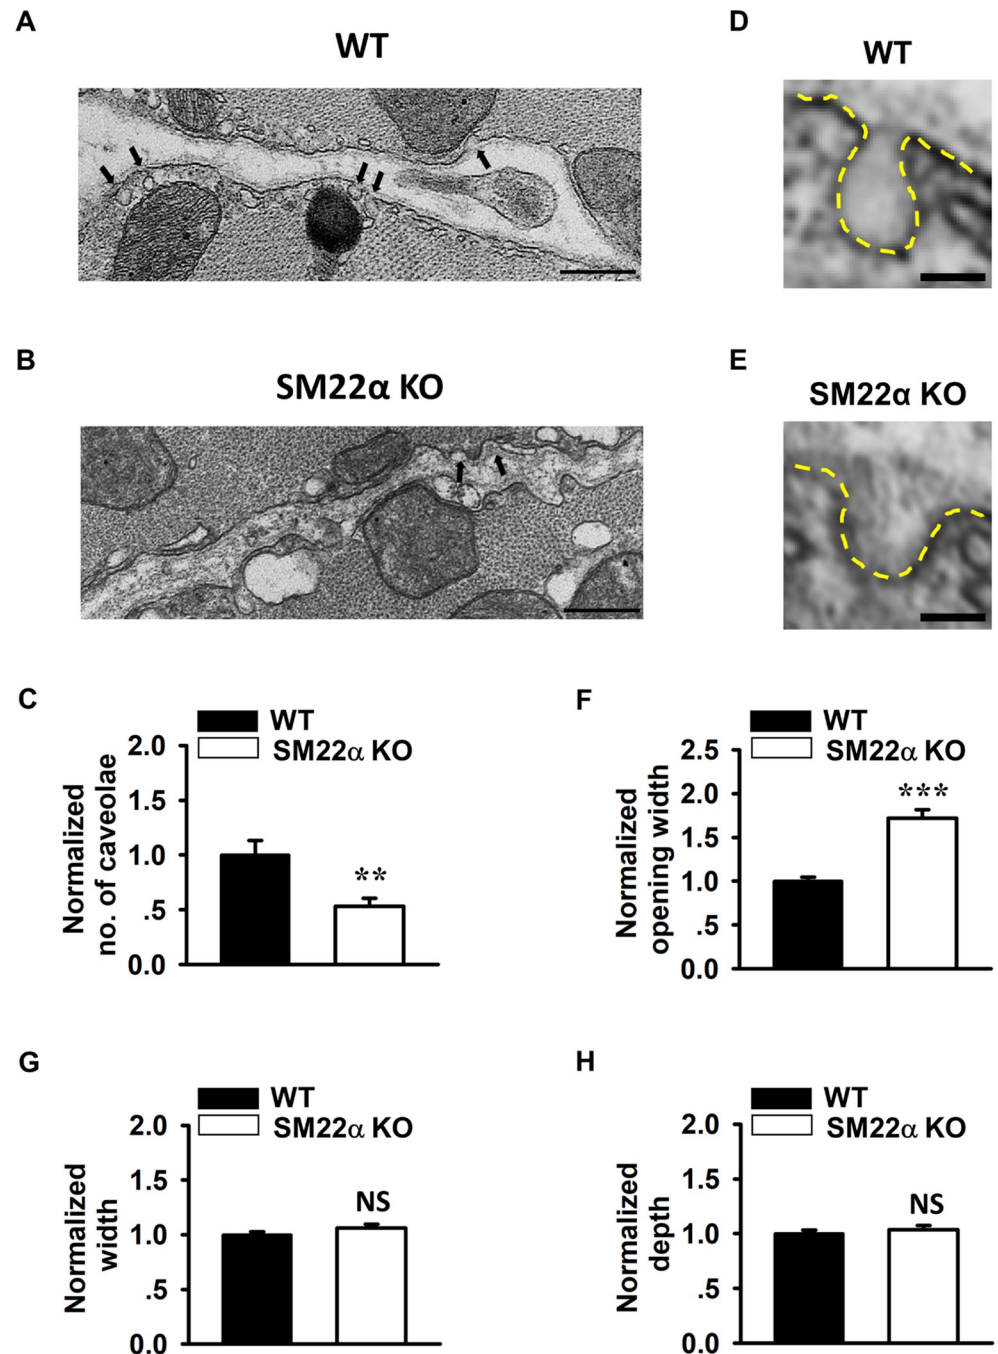 A
WT
D
WT
B
SM22α KO
E
SM22α KO
C
WT
SM22α KO
Normalized
no. of caveolae
2.0
1.5
1.0
.5
0.0
**
F
WT
SM22α KO
Normalized
opening width
2.5
2.0
1.5
1.0
.5
0.0
***
G
WT
SM22α KO
Normalized
width
2.0
1.5
1.0
.5
0.0
NS
H
WT
SM22α KO
Normalized
depth
2.0
1.5
1.0
.5
0.0
NS